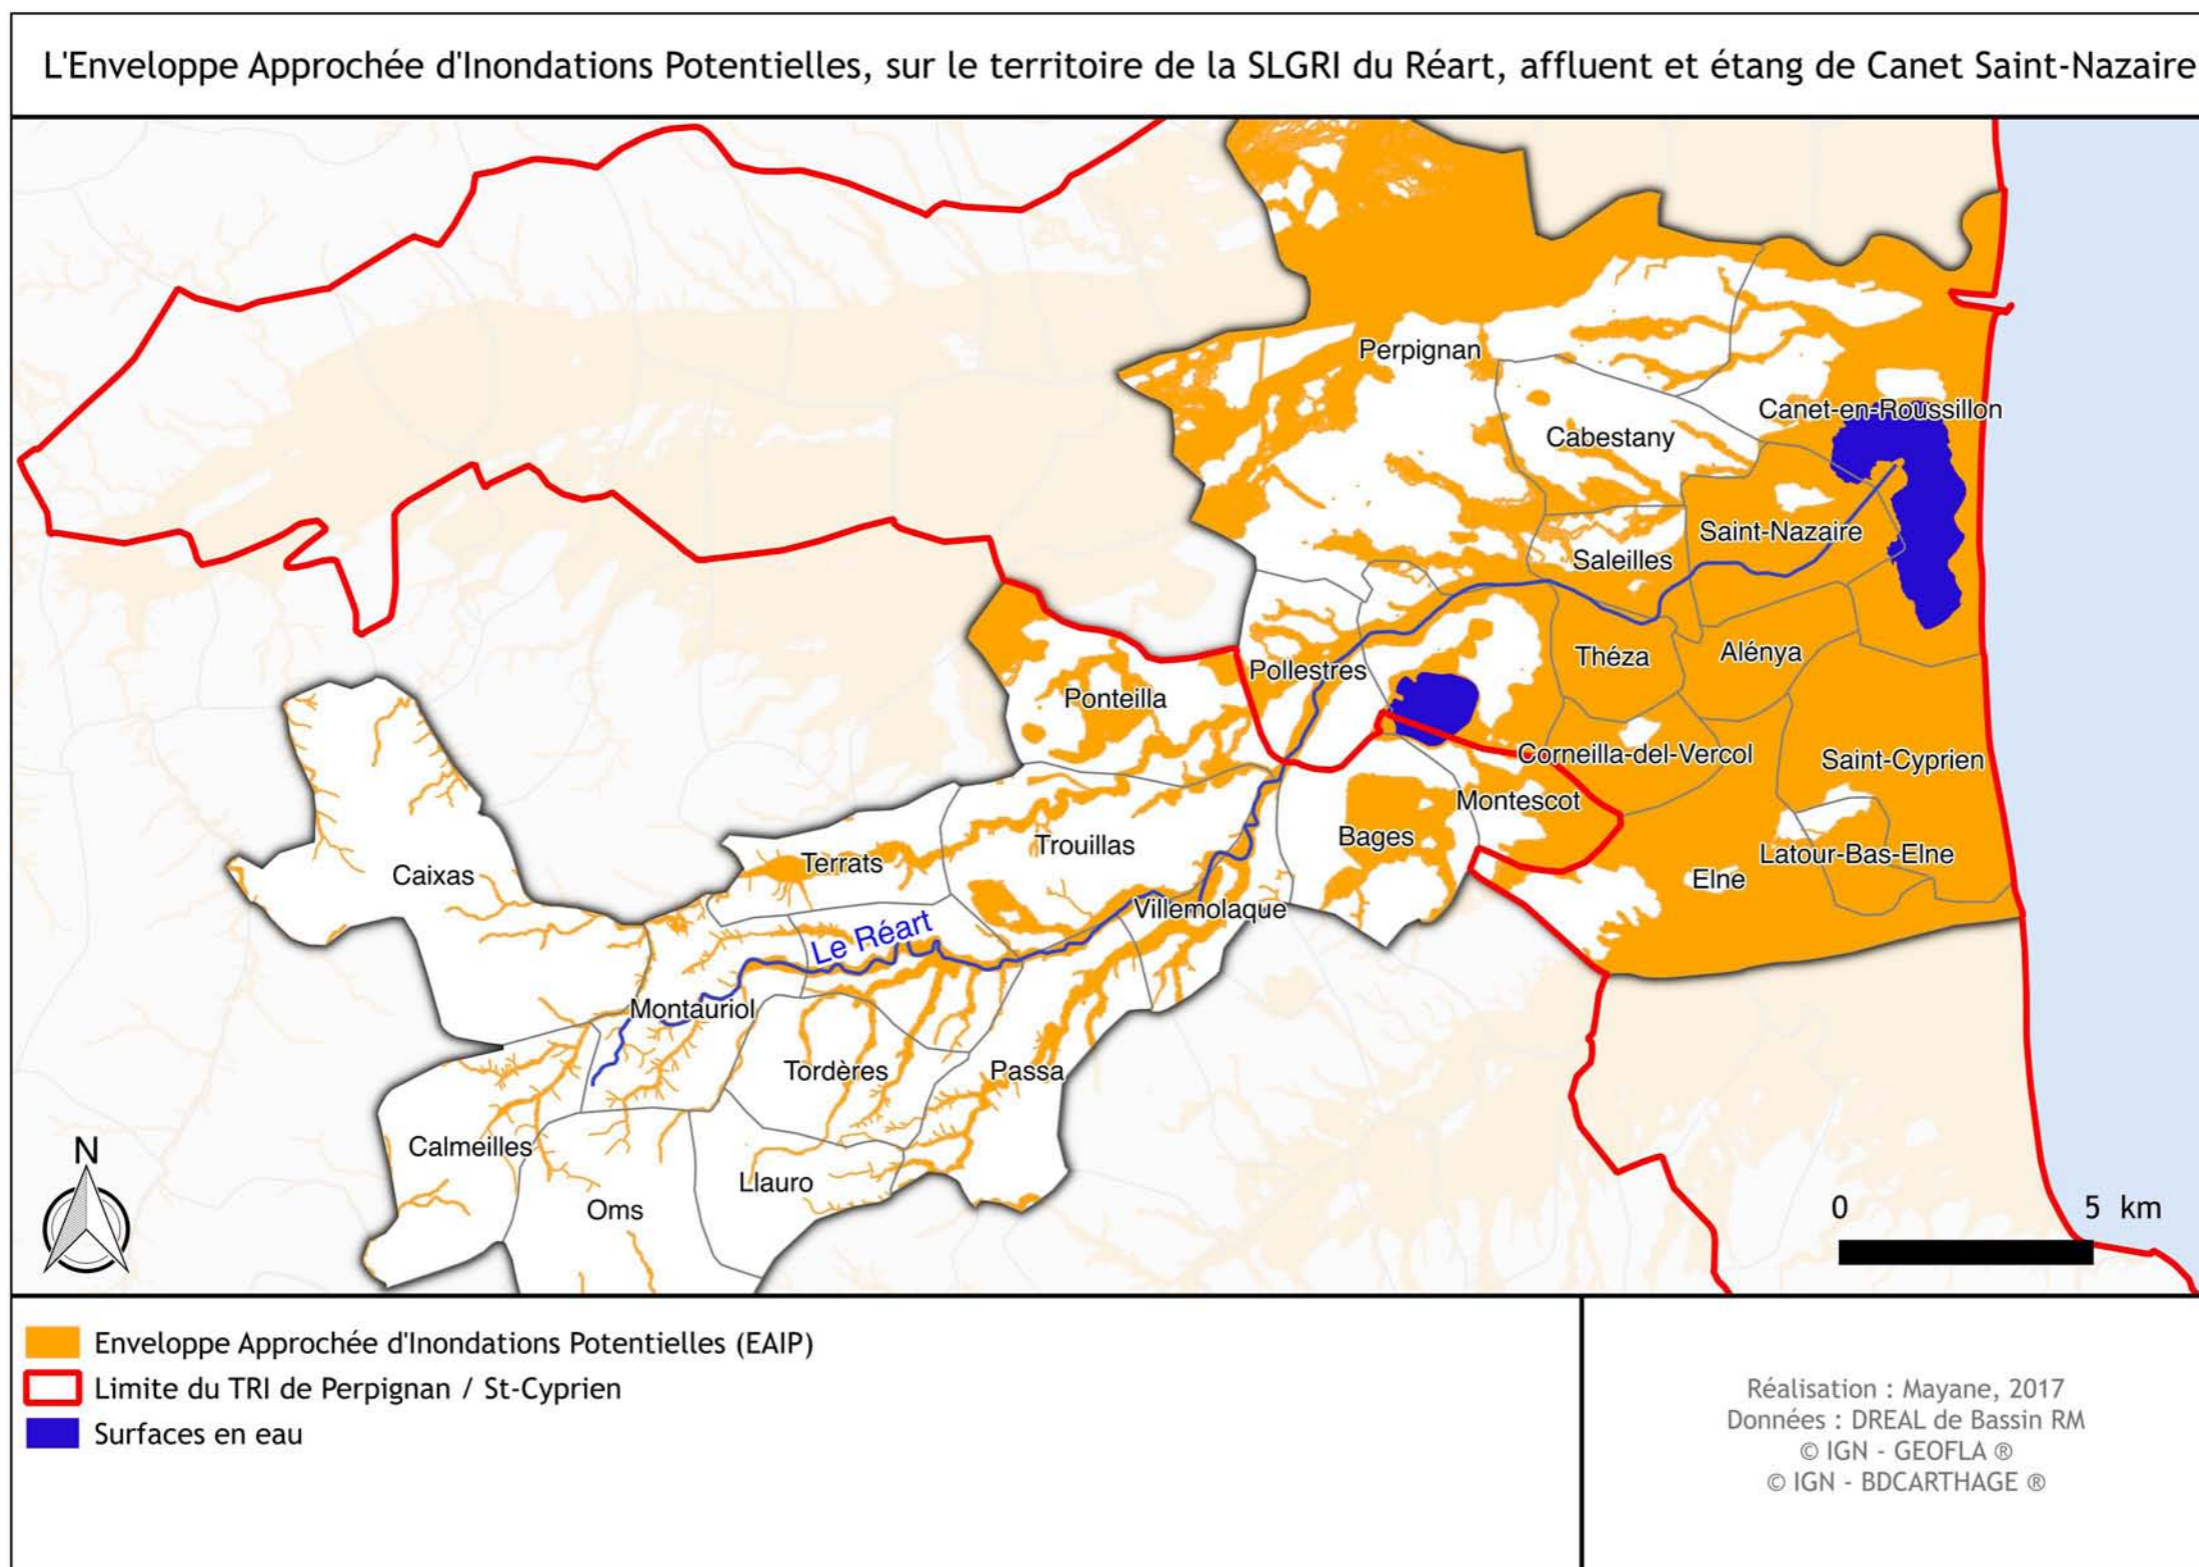 L'Enveloppe Approchée d'Inondations Potentielles, sur le territoire de la SLGRI du Réart, affluent et étang de Canet Saint-Nazaire
Perpignan
Canet-en-Roussillon
Cabestany
Saint-Nazaire
Saleilles
Théza
Alénya
Pollestres
Ponteilla
Corneilla-del-Vercol
Saint-Cyprien
Montescot
Bages
Trouillas
Terrats
Latour-Bas-Elne
Elne
Caixas
Villemolaque
Le Réart
Montauriol
Tordères
Passa
Calmeilles
Llauro
Oms
N
0 5 km
Enveloppe Approchée d'Inondations Potentielles (EAIP)
Limite du TRI de Perpignan / St-Cyprien
Surfaces en eau
Réalisation : Mayane, 2017
Données : DREAL de Bassin RM
© IGN - GEOFLA ®
© IGN - BDCARTHAGE ®